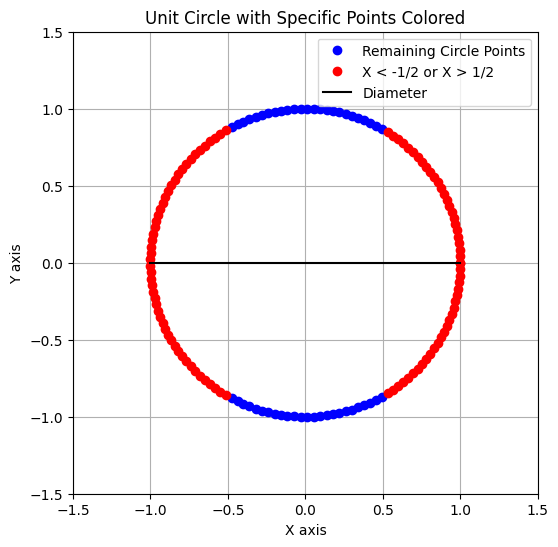 Unit Circle with Specific Points Colored
Remaining Circle Points
X < -1/2 or X > 1/2
Diameter
Y axis
1.5
1.0
0.5
0.0
−0.5
−1.0
−1.5
−1.5
−1.0
−0.5
0.0
0.5
1.0
1.5
X axis